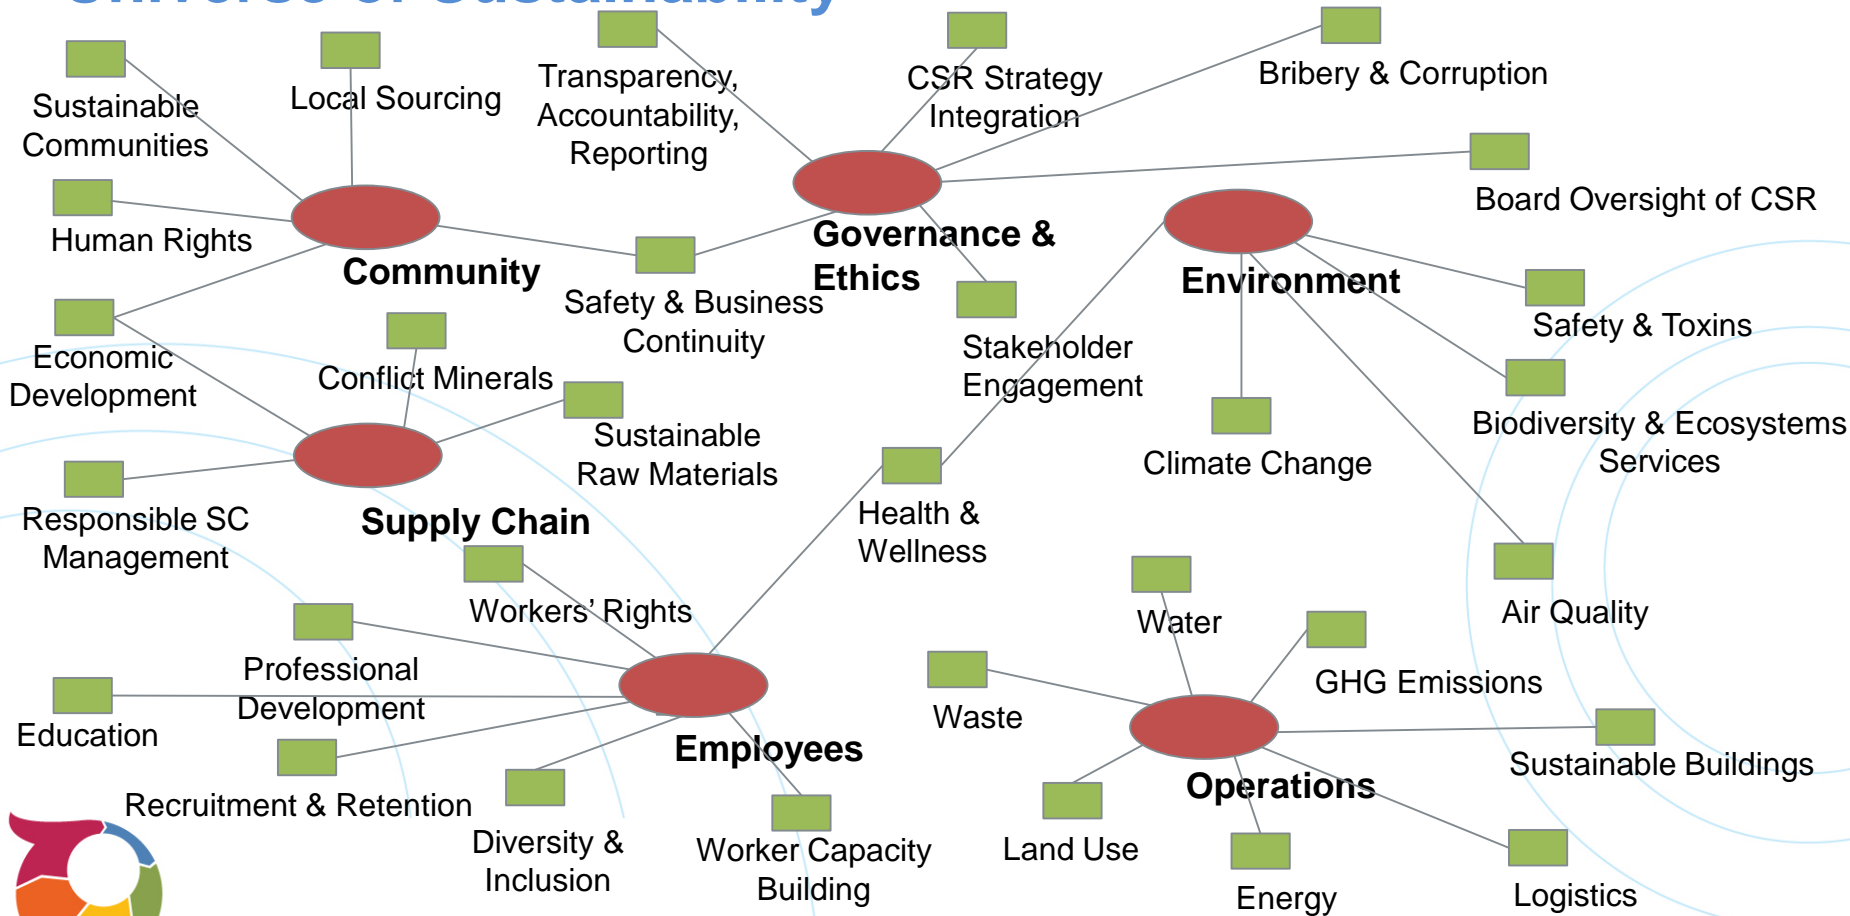 Universe of Sustainability
Sustainable
Communities
Local Sourcing
Transparency,
Accountability,
Reporting
CSR Strategy
Integration
Bribery & Corruption
Human Rights
Community
Safety & Business
Continuity
Governance &
Ethics
Stakeholder
Engagement
Environment
Board Oversight of CSR
Safety & Toxins
Economic
Development
Conflict Minerals
Sustainable
Raw Materials
Climate Change
Biodiversity & Ecosystems
Services
Responsible SC
Management
Supply Chain
Health &
Wellness
Air Quality
Workers’ Rights
Professional
Development
Education
Recruitment & Retention
Employees
Diversity &
Inclusion
Worker Capacity
Building
Water
GHG Emissions
Waste
Sustainable Buildings
Operations
Land Use
Energy
Logistics